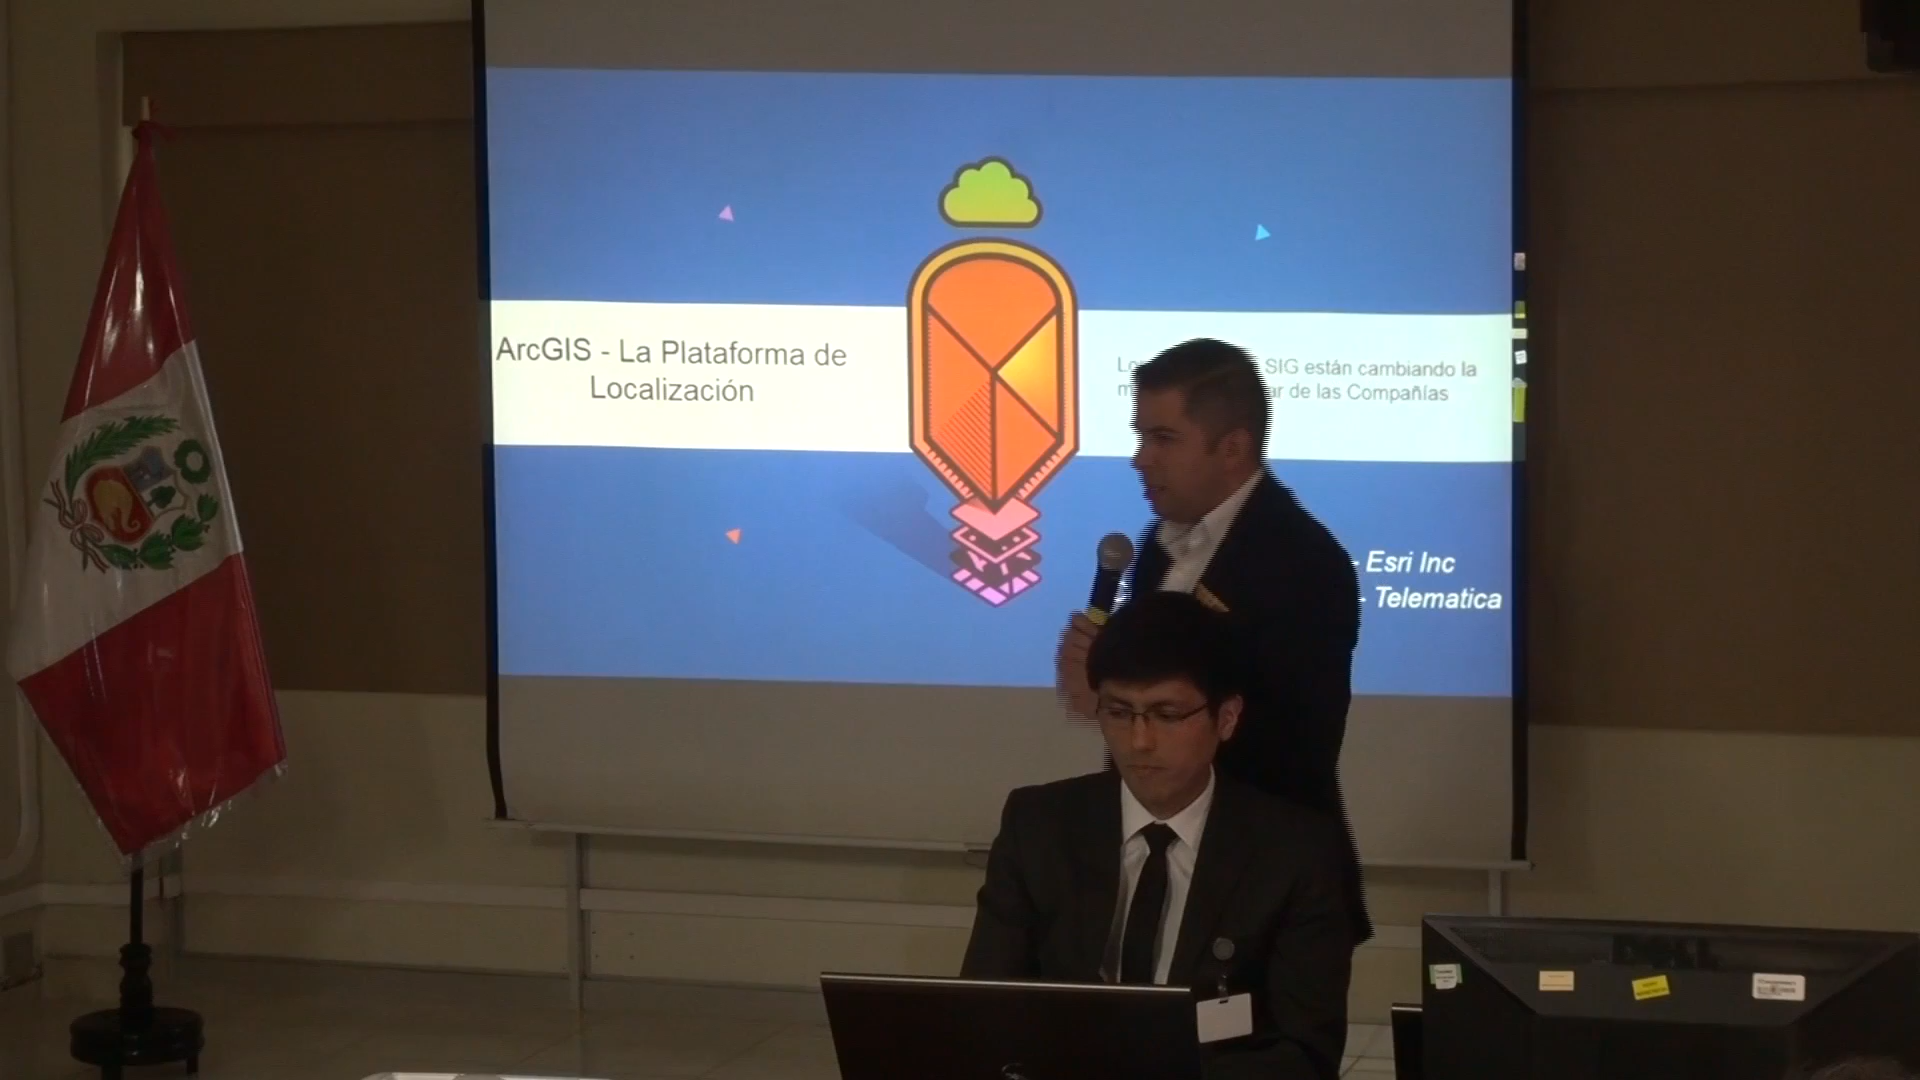 ArcGIS - La Plataforma de
Localización
SIG están cambiando la
de las Compañías
- Esri Inc
- Telematica